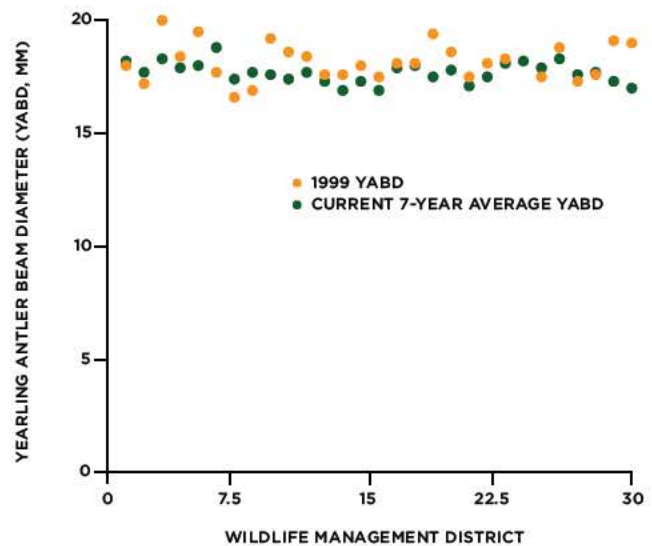 YEARLING ANTLER BEAM DIAMETER (YABD, MM)
20
15
10
5
0
1999 YABD
CURRENT 7-YEAR AVERAGE YABD
0 7.5 15 22.5 30
WILDLIFE MANAGEMENT DISTRICT